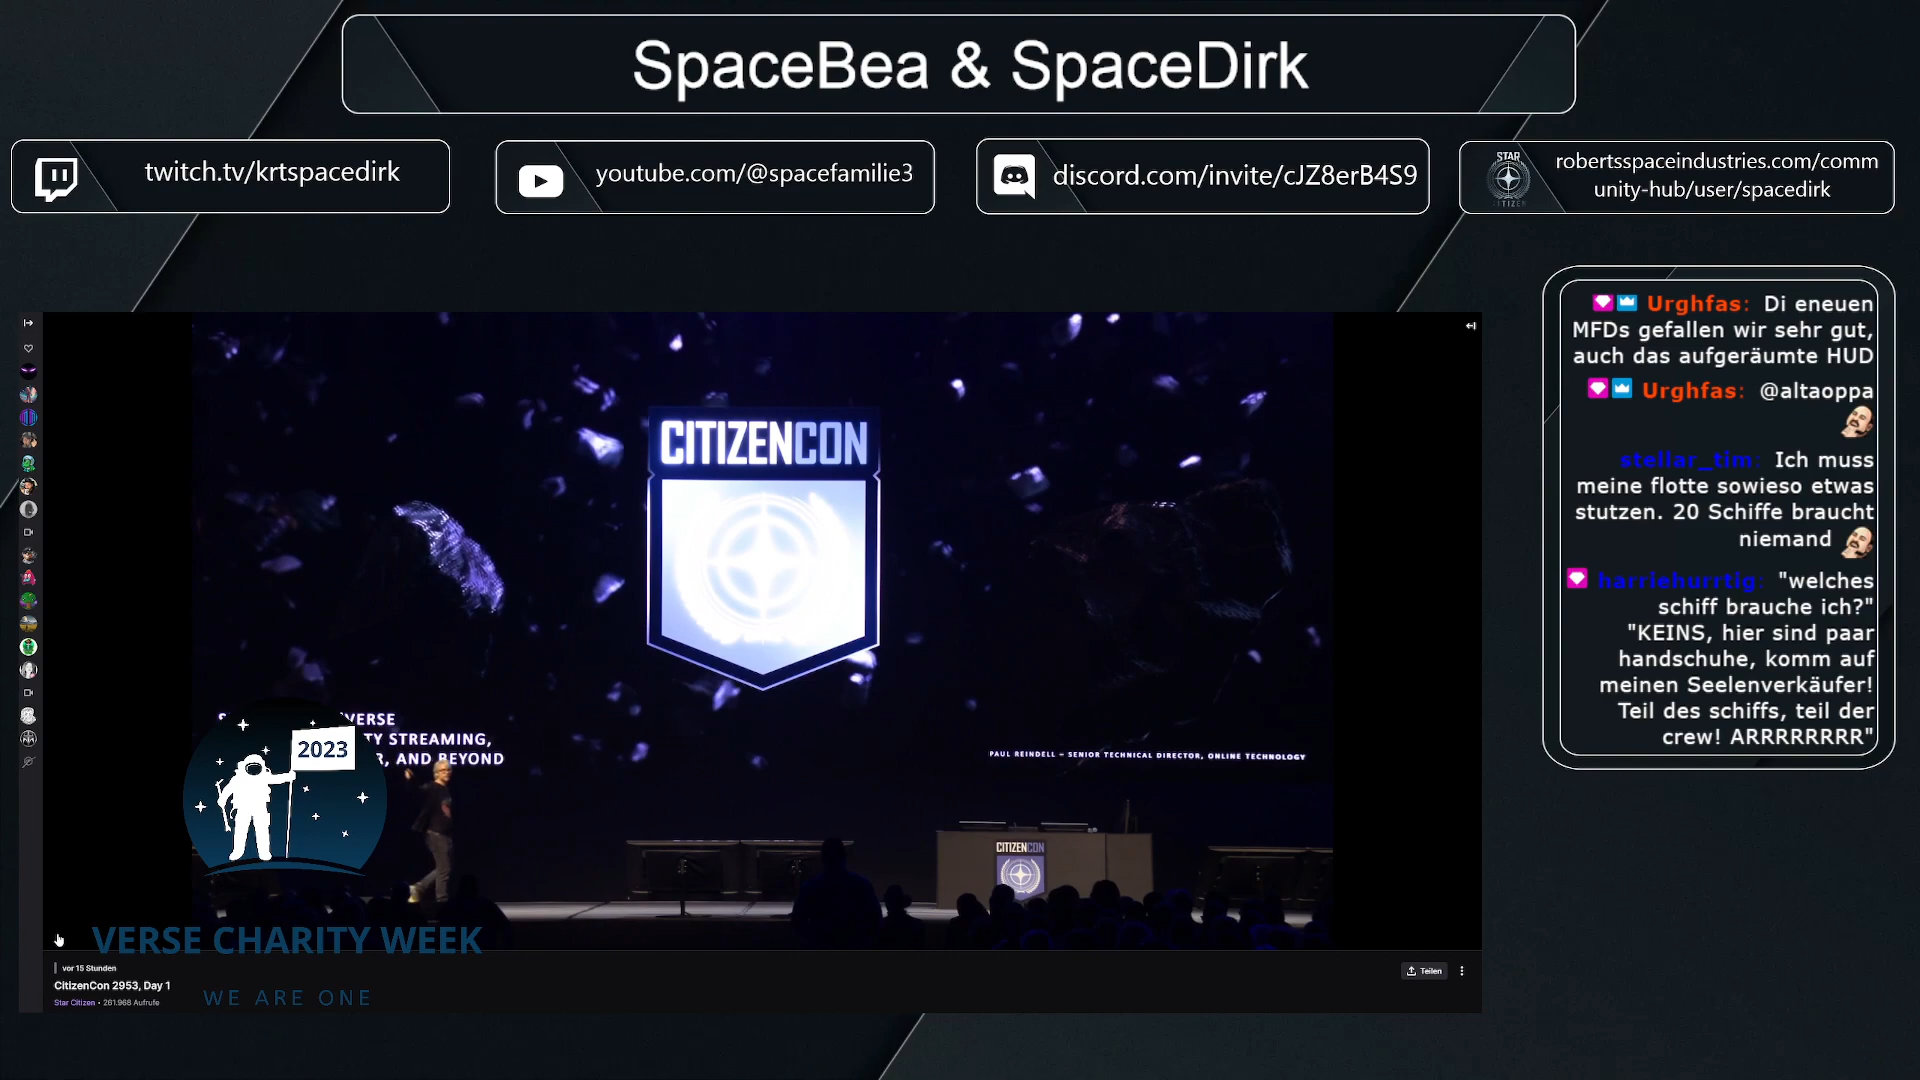 SpaceBea & SpaceDirk
twitch.tv/krtspacedirk
youtube.com/@spacefamilie3
discord.com/invite/cJZ8erB4S9
STAR
CITIZEN
robertsspaceindustries.com/comm
unity-hub/user/spacedirk
Urghfas: Di eneuen
MFDs gefallen wir sehr gut,
auch das aufgeräumte HUD
Urghfas: @altaoppa
stellar_tim: Ich muss
meine flotte sowieso etwas
stutzen. 20 Schiffe braucht
niemand
harriehurrtig: "welches
schiff brauche ich?"
"KEINS, hier sind paar
handschuhe, komm auf
meinen Seelenverkäufer!
Teil des schiffs, teil der
crew! ARRRRRRRR"
CITIZENCON
VERSE
TY STREAMING,
R, AND BEYOND
PAUL REINDELL – SENIOR TECHNICAL DIRECTOR, ONLINE TECHNOLOGY
2023
CITIZENCON
VERSE CHARITY WEEK
WE ARE ONE
vor 15 Stunden
CitizenCon 2953, Day 1
Star Citizen • 261.968 Aufrufe
Teilen